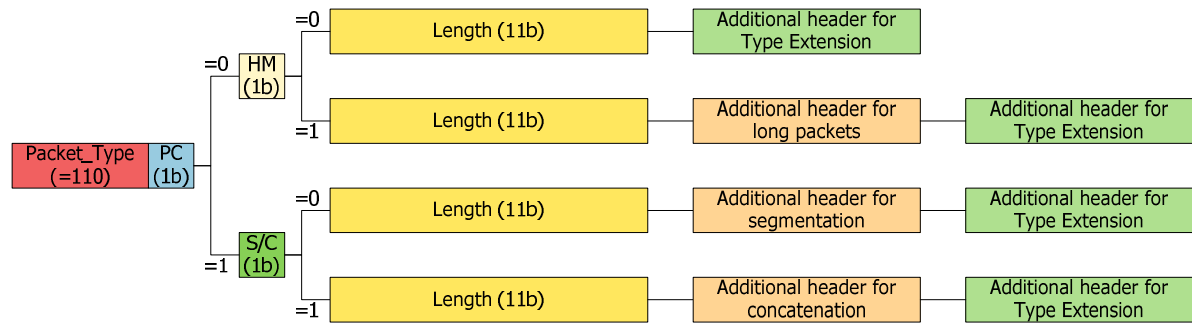 =0
Length (11b)
Additional header for
Type Extension
=0
HM
(1b)
=1
Length (11b)
Additional header for
long packets
Additional header for
Type Extension
Packet_Type
(=110)
PC
(1b)
=0
Length (11b)
Additional header for
segmentation
Additional header for
Type Extension
S/C
(1b)
=1
=1
Length (11b)
Additional header for
concatenation
Additional header for
Type Extension